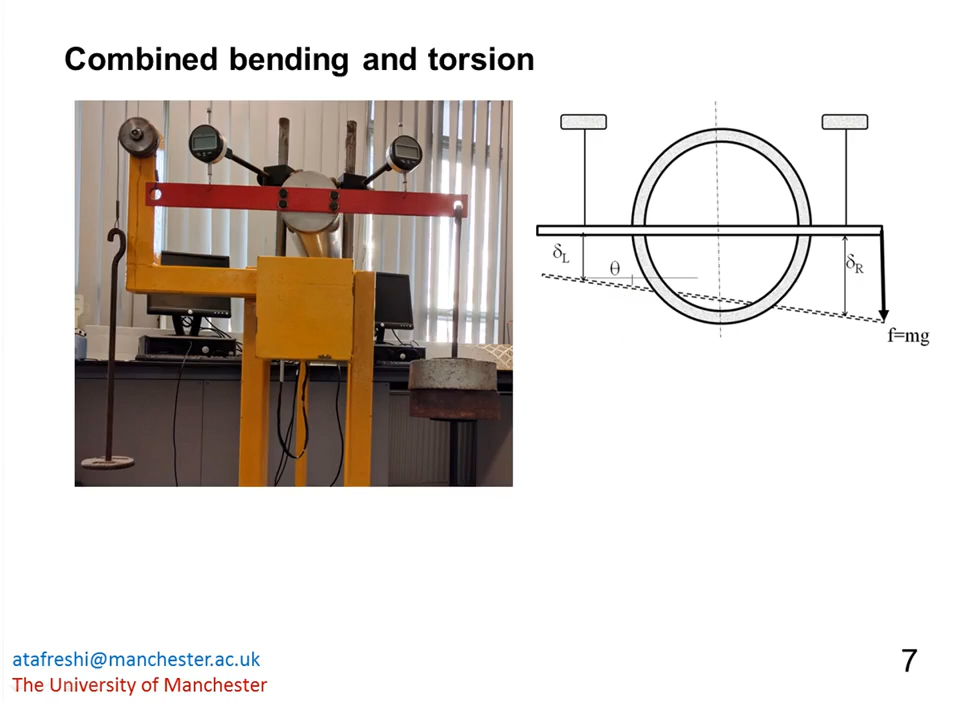 Combined bending and torsion
δL
θ
δR
f=mg
atafreshi@manchester.ac.uk
The University of Manchester
7